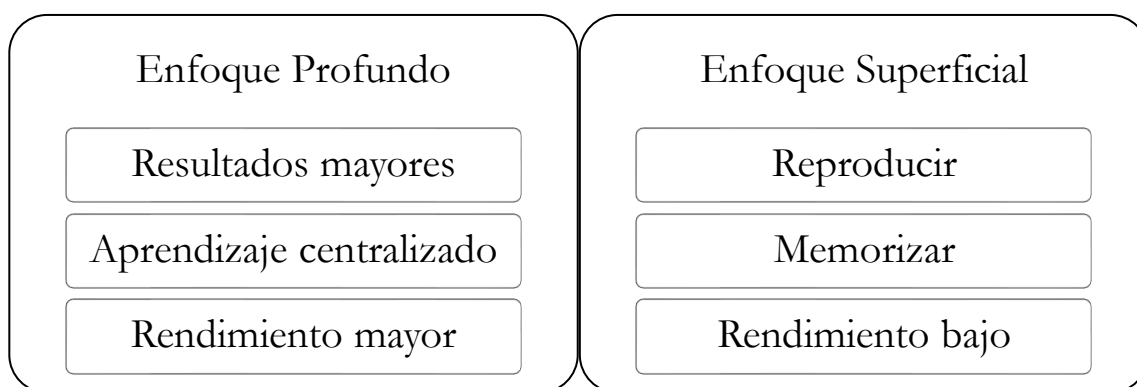 Enfoque Profundo
Resultados mayores
Aprendizaje centralizado
Rendimiento mayor
Enfoque Superficial
Reproducir
Memorizar
Rendimiento bajo